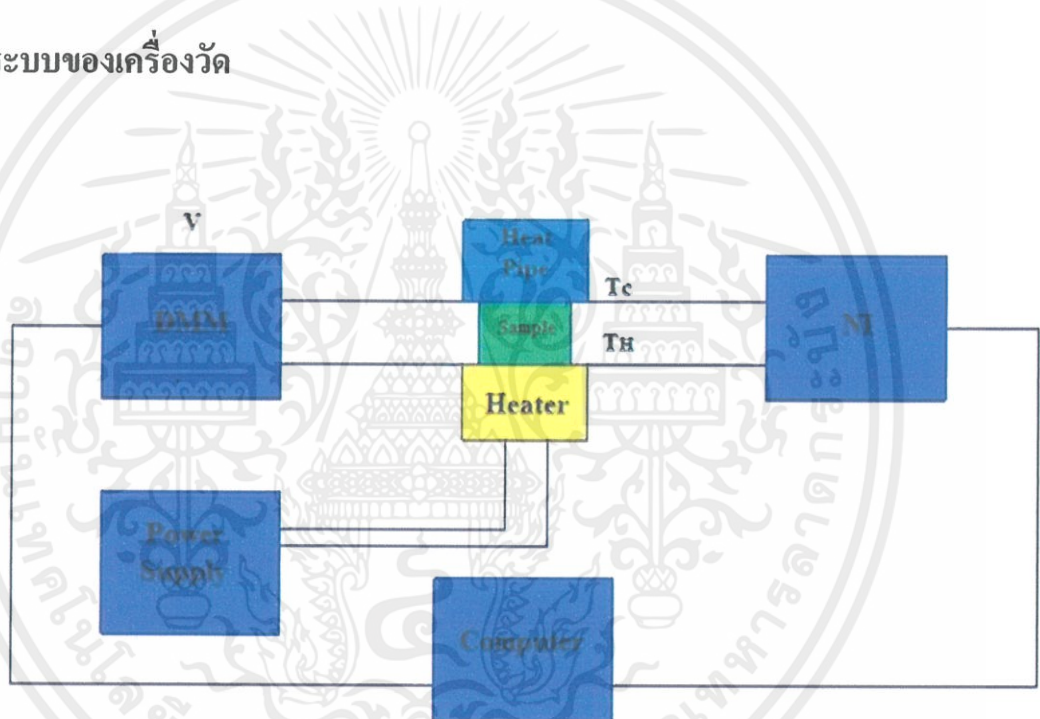 ระบบของเครื่องวัด
V
Heat
Pipe
Tc
DMM
Sample
NI
TH
Heater
Power
Supply
Computer